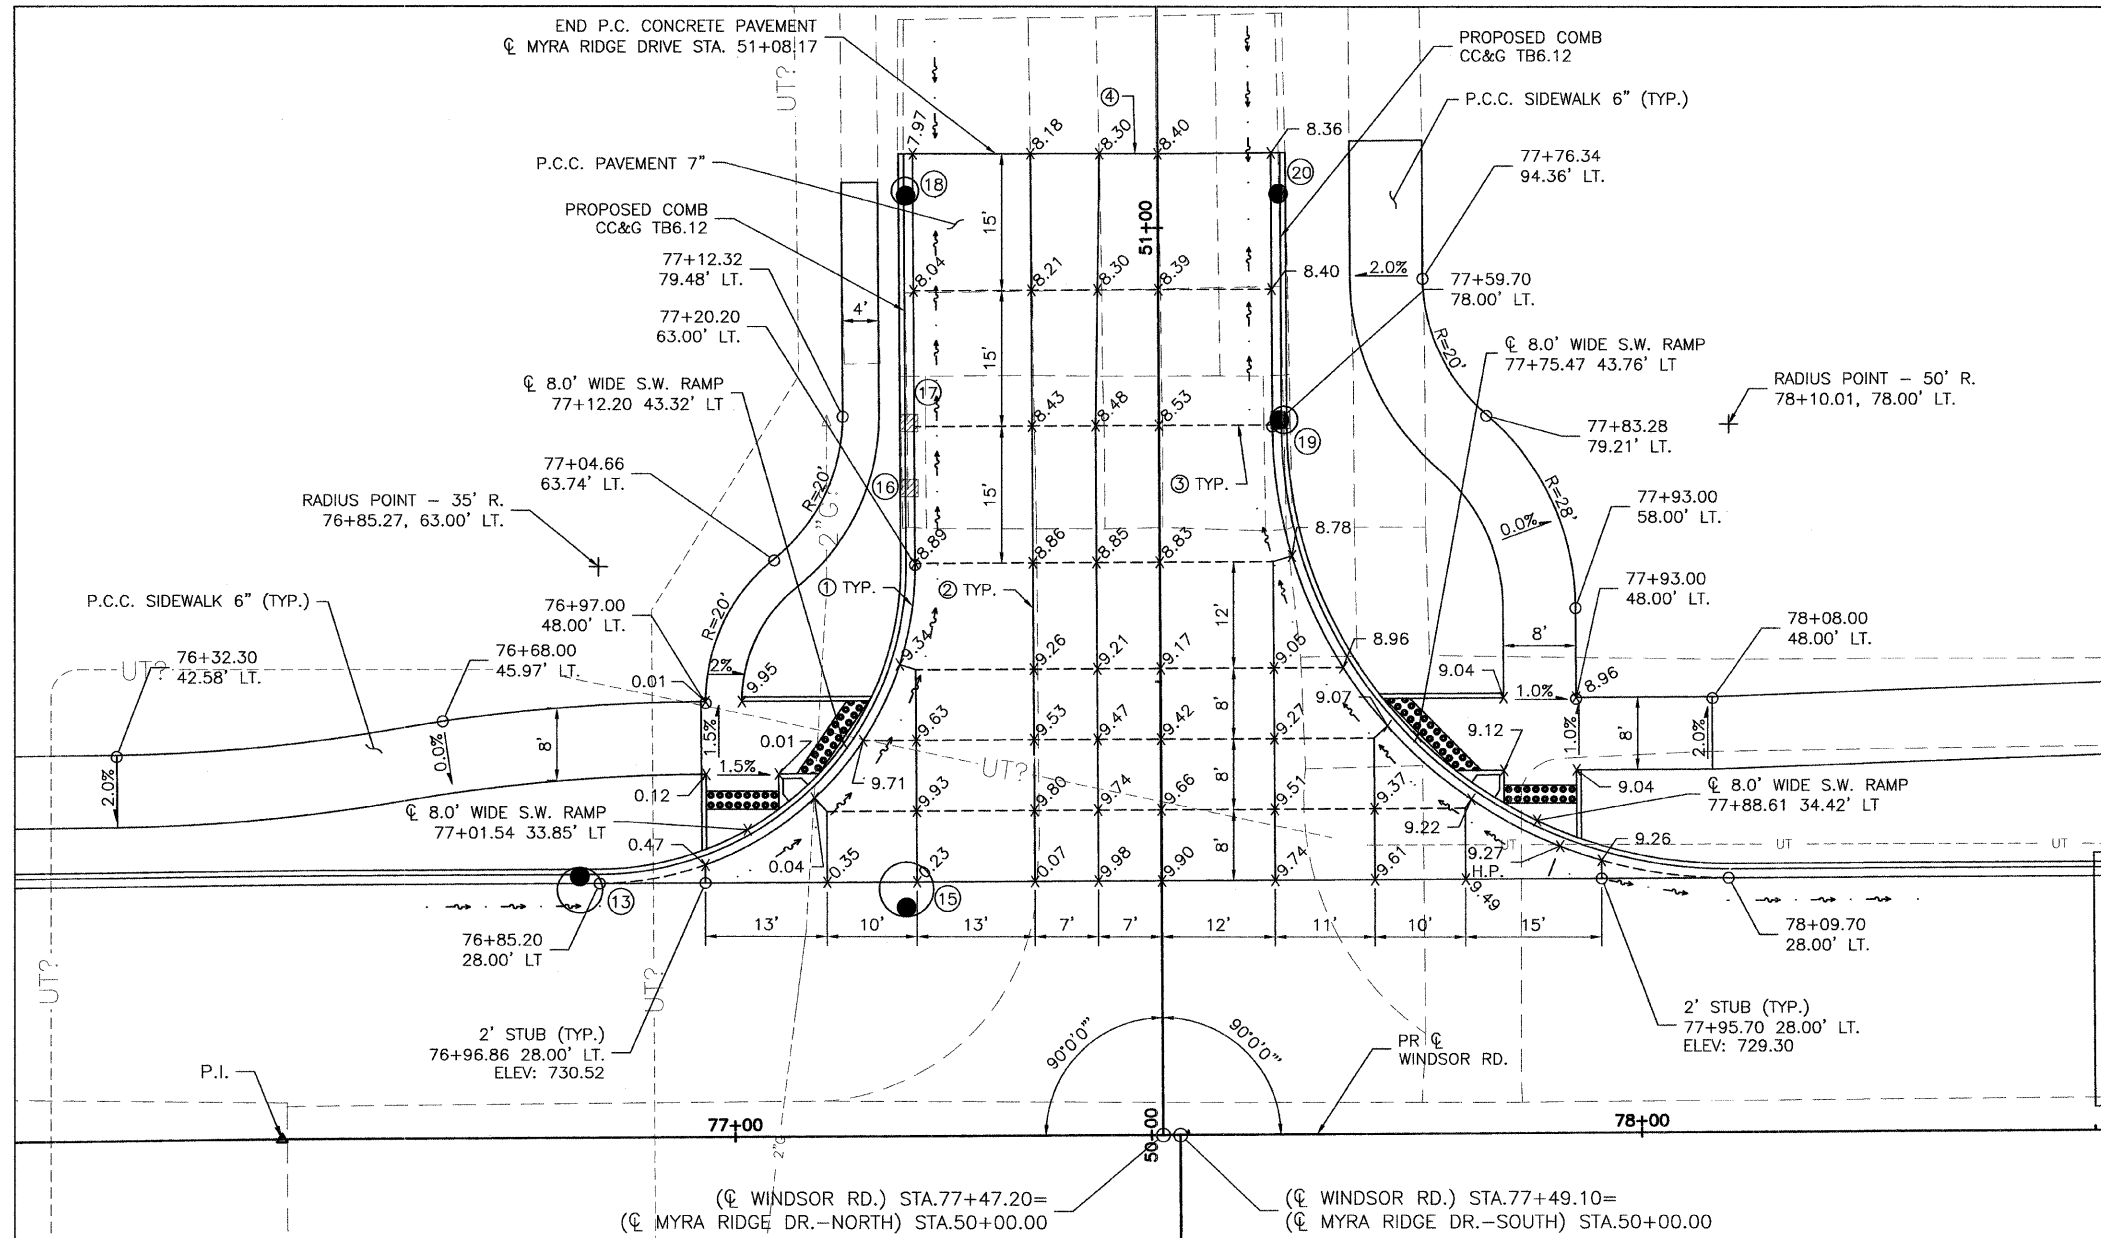 END P.C. CONCRETE PAVEMENT
℄ MYRA RIDGE DRIVE STA. 51+08.17
PROPOSED COMB
CC&G TB6.12
P.C.C. SIDEWALK 6" (TYP.)
UT?
④
7.97
8.18
8.30
8.40
8.36
P.C.C. PAVEMENT 7"
⑱
⑳
77+76.34
94.36' LT.
PROPOSED COMB
CC&G TB6.12
15'
51+00
77+12.32
79.48' LT.
8.04
8.21
8.30
8.39
8.40
2.0%
77+59.70
78.00' LT.
77+20.20
63.00' LT.
4'
R=20'
℄ 8.0' WIDE S.W. RAMP
77+75.47 43.76' LT
℄ 8.0' WIDE S.W. RAMP
77+12.20 43.32' LT
15'
⑰
8.43
8.48
8.53
⑲
RADIUS POINT - 50' R.
78+10.01, 78.00' LT.
77+83.28
79.21' LT.
77+04.66
63.74' LT.
R=20'
2"G
⑯
15'
③ TYP.
R=28'
77+93.00
58.00' LT.
RADIUS POINT - 35' R.
76+85.27, 63.00' LT.
0.0%
8.89
8.86
8.85
8.83
8.78
① TYP.
② TYP.
77+93.00
48.00' LT.
P.C.C. SIDEWALK 6" (TYP.)
76+97.00
48.00' LT.
R=20'
12'
78+08.00
48.00' LT.
76+68.00
45.97' LT.
UT?
76+32.30
42.58' LT.
9.34
9.26
9.21
9.17
9.05
8.96
8'
0.01
2%
9.95
9.04
1.0%
8.96
8'
9.07
9.63
9.53
9.47
9.42
9.27
0.0%
8'
1.5%
0.01
1.5%
9.12
1.0%
8'
2.0%
2.0%
0.12
9.71
UT?
9.04
8'
9.93
9.80
9.74
9.66
9.51
9.37
℄ 8.0' WIDE S.W. RAMP
77+01.54 33.85' LT
℄ 8.0' WIDE S.W. RAMP
77+88.61 34.42' LT
9.22
0.47
9.26
UT
UT
UT
9.27
H.P.
8'
0.04
0.35
0.23
0.07
9.98
9.90
9.74
9.61
9.49
⑬
⑮
13'
10'
13'
7'
7'
12'
11'
10'
15'
76+85.20
28.00' LT
78+09.70
28.00' LT.
UT?
UT?
2' STUB (TYP.)
76+96.86 28.00' LT.
ELEV: 730.52
2' STUB (TYP.)
77+95.70 28.00' LT.
ELEV: 729.30
90°0'0"
90°0'0"
PR ℄
WINDSOR RD.
P.I.
77+00
50+00
78+00
2"G
(℄ WINDSOR RD.) STA.77+47.20=
(℄ MYRA RIDGE DR.-NORTH) STA.50+00.00
(℄ WINDSOR RD.) STA.77+49.10=
(℄ MYRA RIDGE DR.-SOUTH) STA.50+00.00